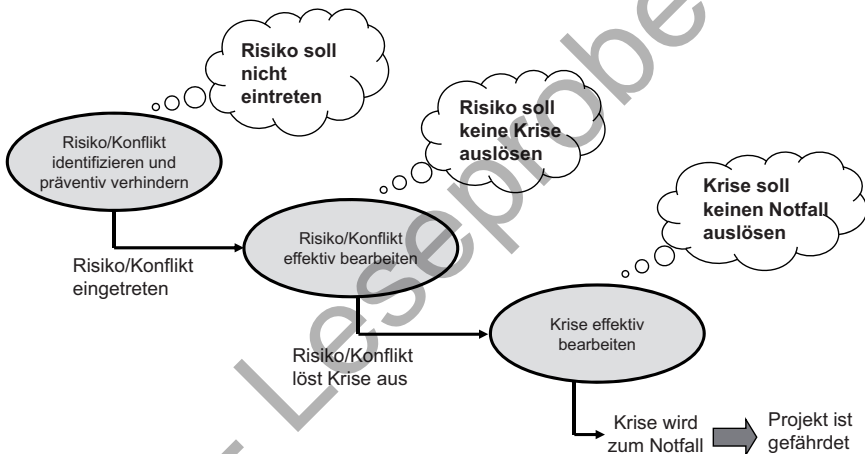 Risiko soll
nicht
eintreten
Risiko/Konflikt
identifizieren und
präventiv verhindern
Risiko soll
keine Krise
auslösen
Risiko/Konflikt
eingetreten
Risiko/Konflikt
effektiv bearbeiten
Krise soll
keinen Notfall
auslösen
Risiko/Konflikt
löst Krise aus
Krise effektiv
bearbeiten
Krise wird
zum Notfall
Projekt ist
gefährdet
Leseprobe